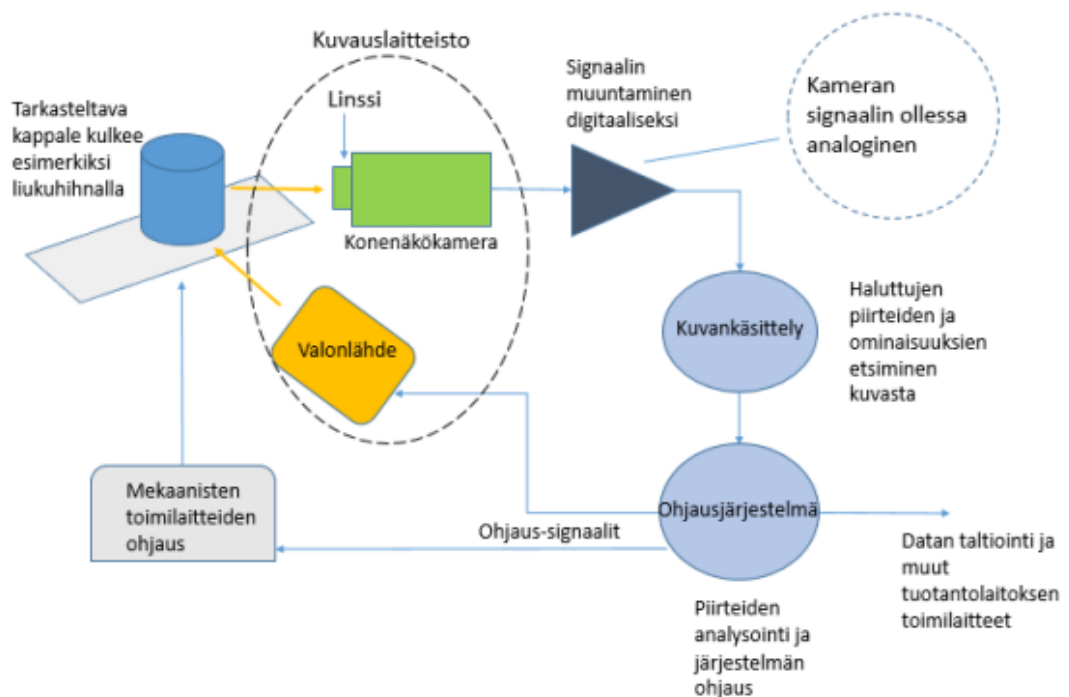 Kuvauslaitteisto
Tarkasteltava
kappale kulkee
esimerkiksi
liukuhihnalla
Linssi
Konenäkökamera
Signaalin
muuntaminen
digitaaliseksi
Kameran
signaalin ollessa
analoginen
Valonlähde
Kuvankäsittely
Haluttujen
piirteiden ja
ominaisuuksien
etsiminen
kuvasta
Mekaanisten
toimilaitteiden
ohjaus
Ohjaus-signaalit
Ohjausjärjestelmä
Datan taltiointi ja
muut
tuotantolaitoksen
toimilaitteet
Piirteiden
analysointi ja
järjestelmän
ohjaus